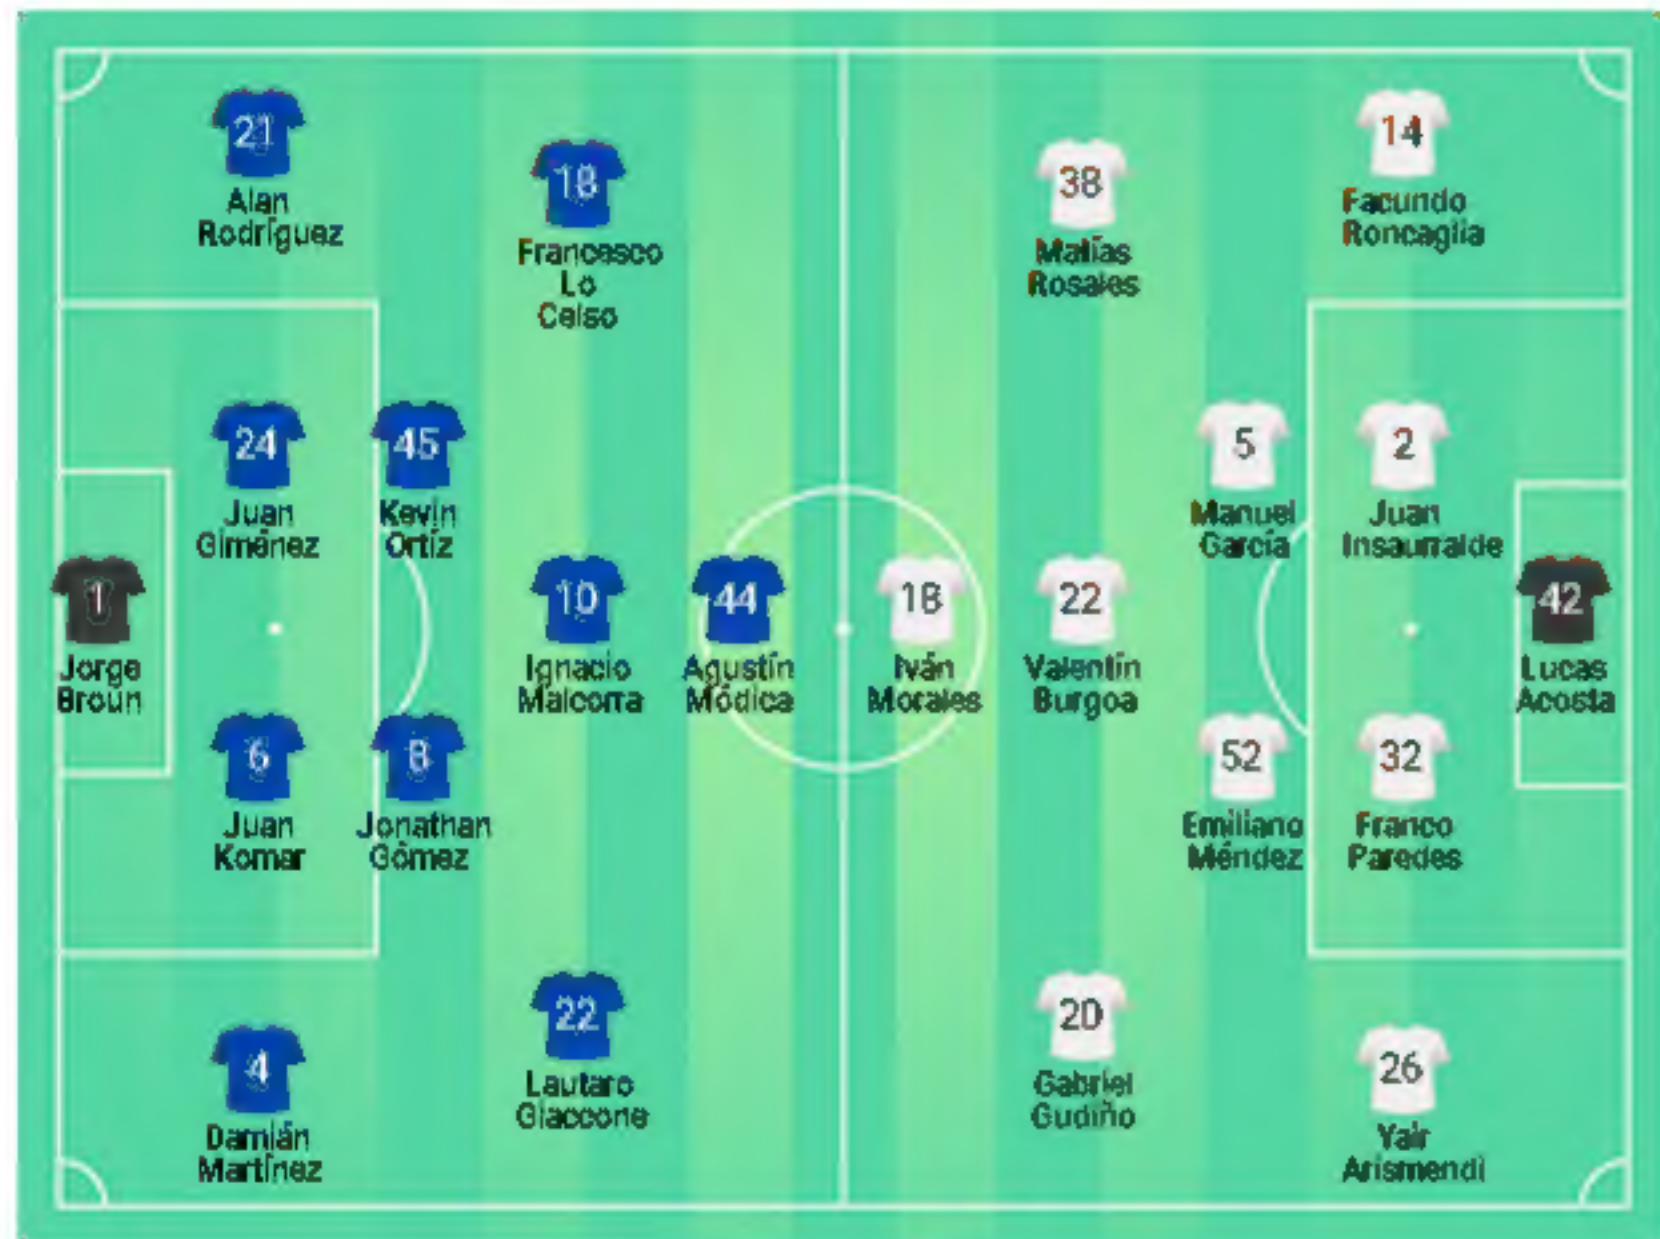 21
Alan
Rodríguez
18
Francesco
Lo
Celso
38
Matías
Rosales
14
Facundo
Roncaglia
24
Juan
Giménez
45
Kevin
Ortíz
5
Manuel
García
2
Juan
Insaurralde
1
Jorge
Broun
10
Ignacio
Malcorra
44
Agustín
Módica
18
Iván
Morales
22
Valentín
Burgoa
42
Lucas
Acosta
6
Juan
Komar
8
Jonathan
Gómez
52
Emiliano
Méndez
32
Franco
Paredes
4
Damián
Martínez
22
Lautaro
Giaccone
20
Gabriel
Gudiño
26
Yair
Arismendi